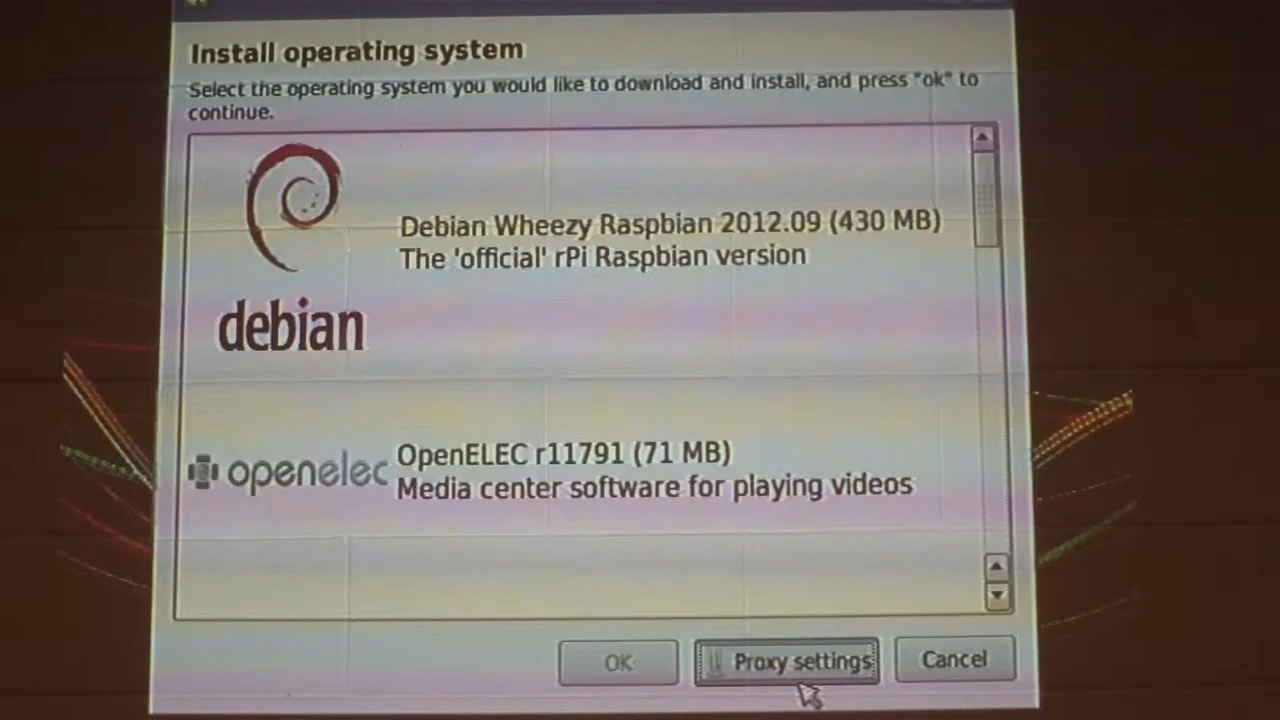 Install operating system
Select the operating system you would like to download and install, and press "ok" to
continue.
Debian Wheezy Raspbian 2012.09 (430 MB)
The 'official' rPi Raspbian version
debian
OpenELEC r11791 (71 MB)
openelec
Media center software for playing videos
OK
Proxy settings
Cancel